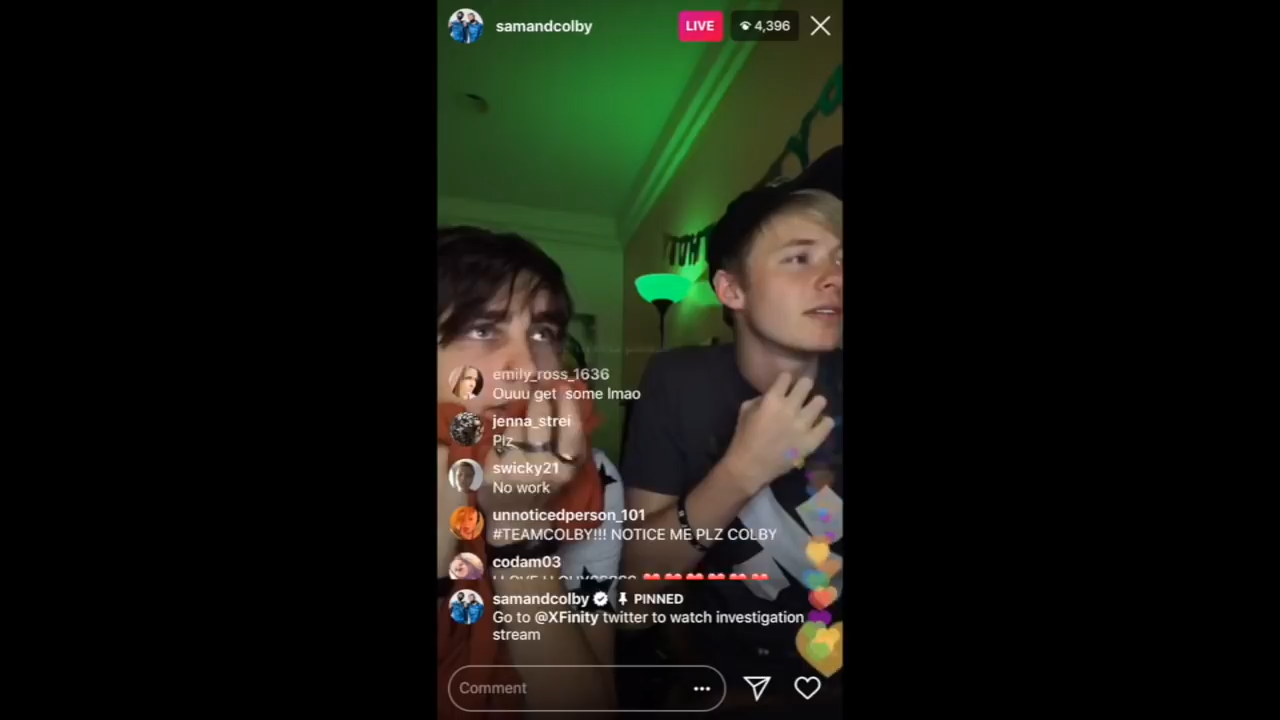 samandcolby
LIVE
4,396
emily_ross_1636
Ouuu get some lmao
jenna_strei
Plz
swicky21
No work
unnoticedperson_101
#TEAMCOLBY!!! NOTICE ME PLZ COLBY
codam03
samandcolby PINNED
Go to @XFinity twitter to watch investigation
stream
Comment